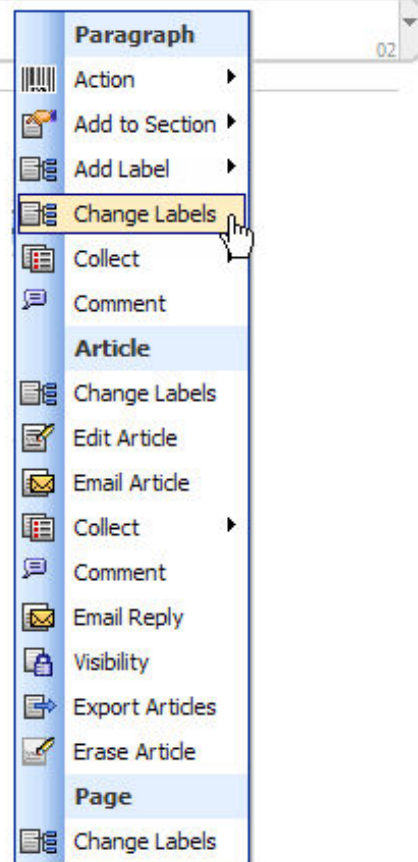 Paragraph
02
Action
Add to Section
Add Label
Change Labels
Collect
Comment
Article
Change Labels
Edit Article
Email Article
Collect
Comment
Email Reply
Visibility
Export Articles
Erase Article
Page
Change Labels